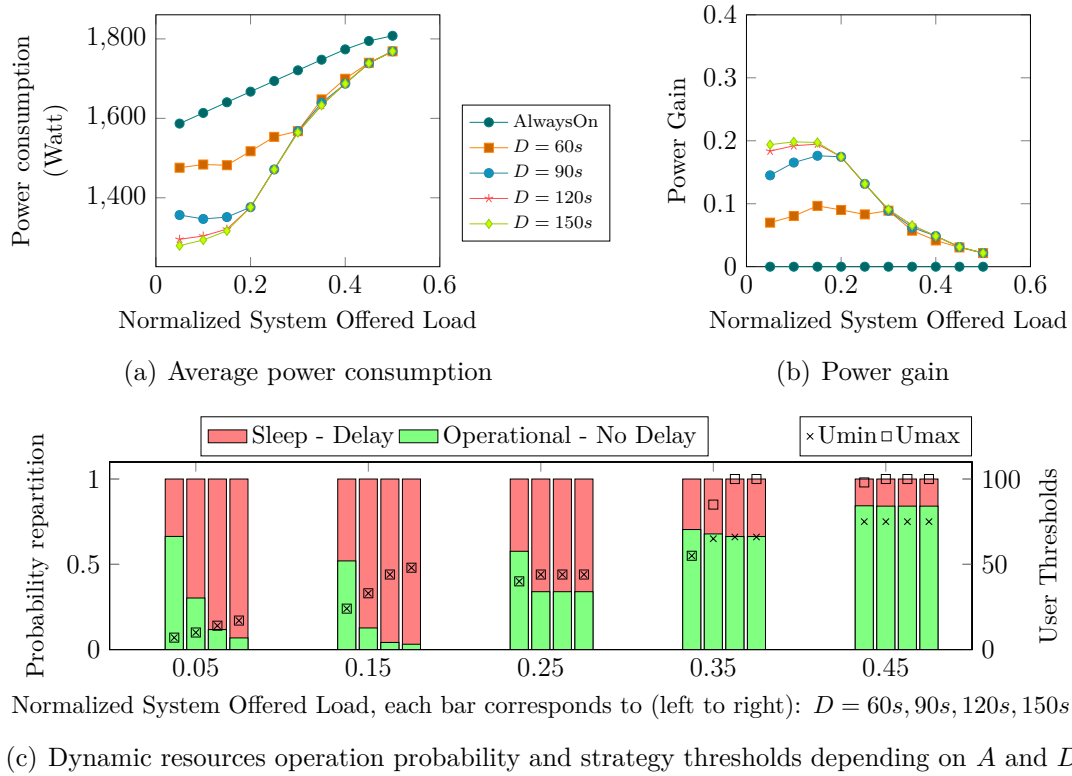 Power consumption
(Watt)
1,800
1,600
1,400
0.2
0.4
0.6
Normalized System Offered Load
(a) Average power consumption
AlwaysOn
D = 60s
D = 90s
D = 120s
D = 150s
Power Gain
0.4
0.3
0.2
0.1
0
0
0.2
0.4
0.6
Normalized System Offered Load
(b) Power gain
Sleep - Delay
Operational - No Delay
Umin
Umax
Probability repartition
1
0.5
0
100
50
0
User Thresholds
0.05
0.15
0.25
0.35
0.45
Normalized System Offered Load, each bar corresponds to (left to right): D = 60s, 90s, 120s, 150s
(c) Dynamic resources operation probability and strategy thresholds depending on A and D